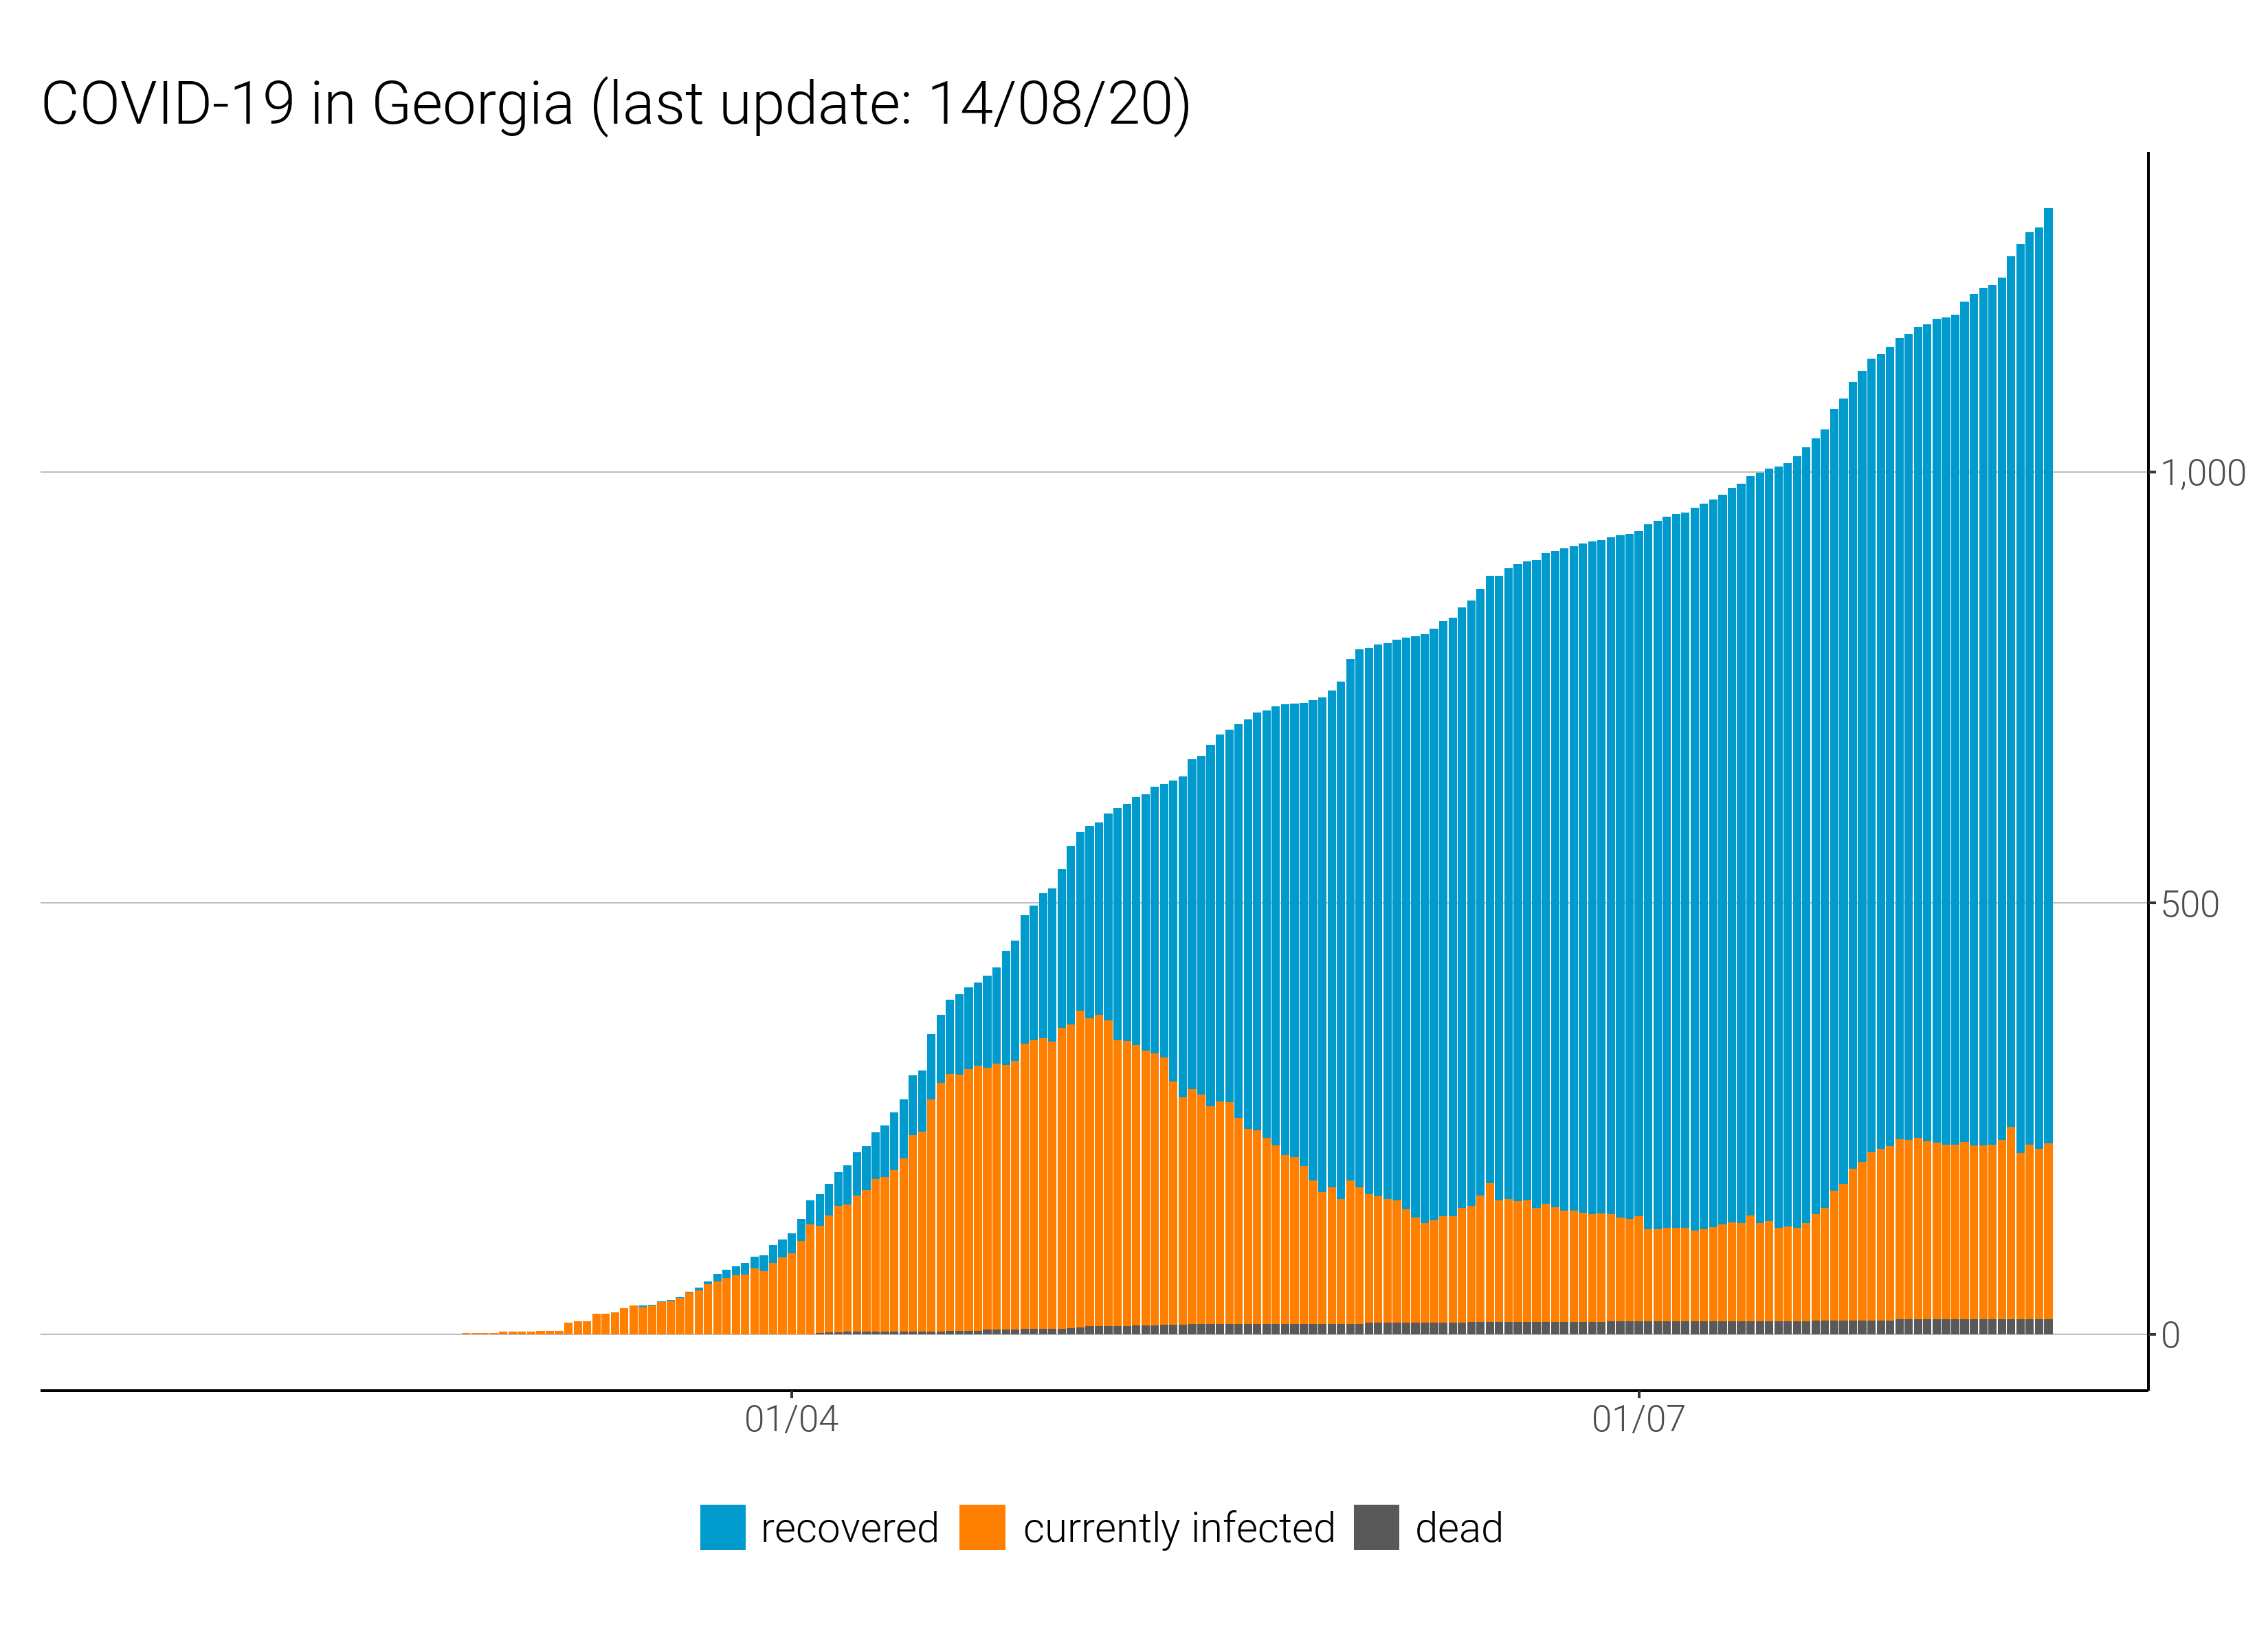 COVID-19 in Georgia (last update: 14/08/20)
1,000
500
0
01/04 01/07
recovered currently infected dead